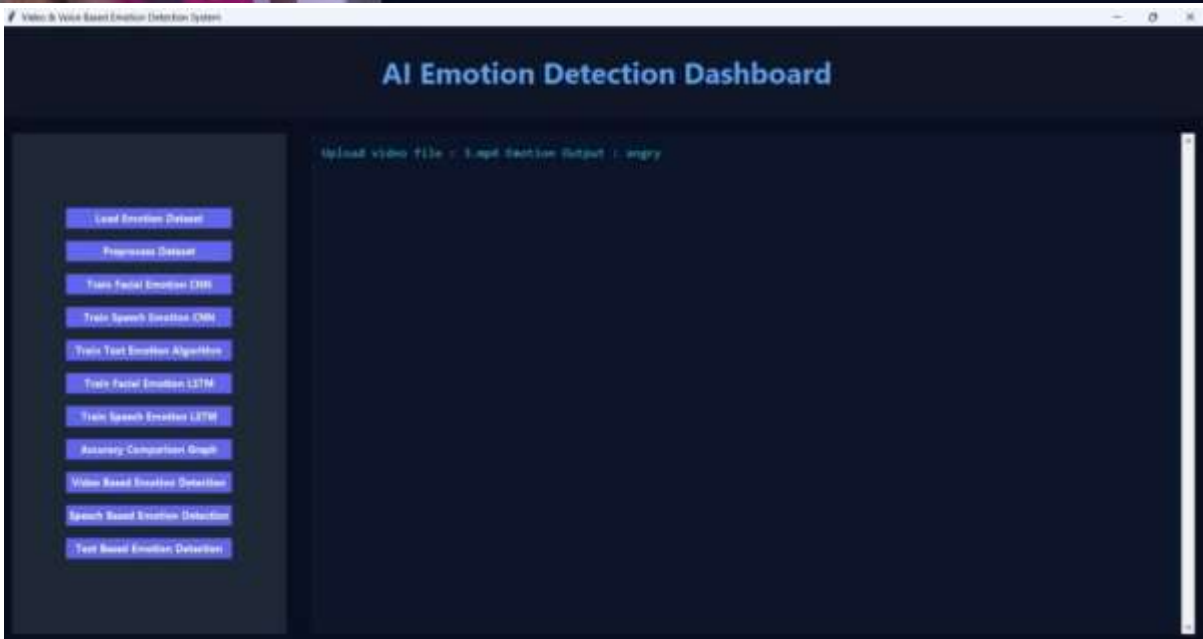 Video & Voice Based Emotion Detection System
AI Emotion Detection Dashboard
Upload video file : 3.mp4 Emotion Output : angry
Load Emotion Dataset
Preprocess Dataset
Train Facial Emotion CNN
Train Speech Emotion CNN
Train Text Emotion Algorithm
Train Facial Emotion LSTM
Train Speech Emotion LSTM
Accuracy Comparison Graph
Video Based Emotion Detection
Speech Based Emotion Detection
Text Based Emotion Detection